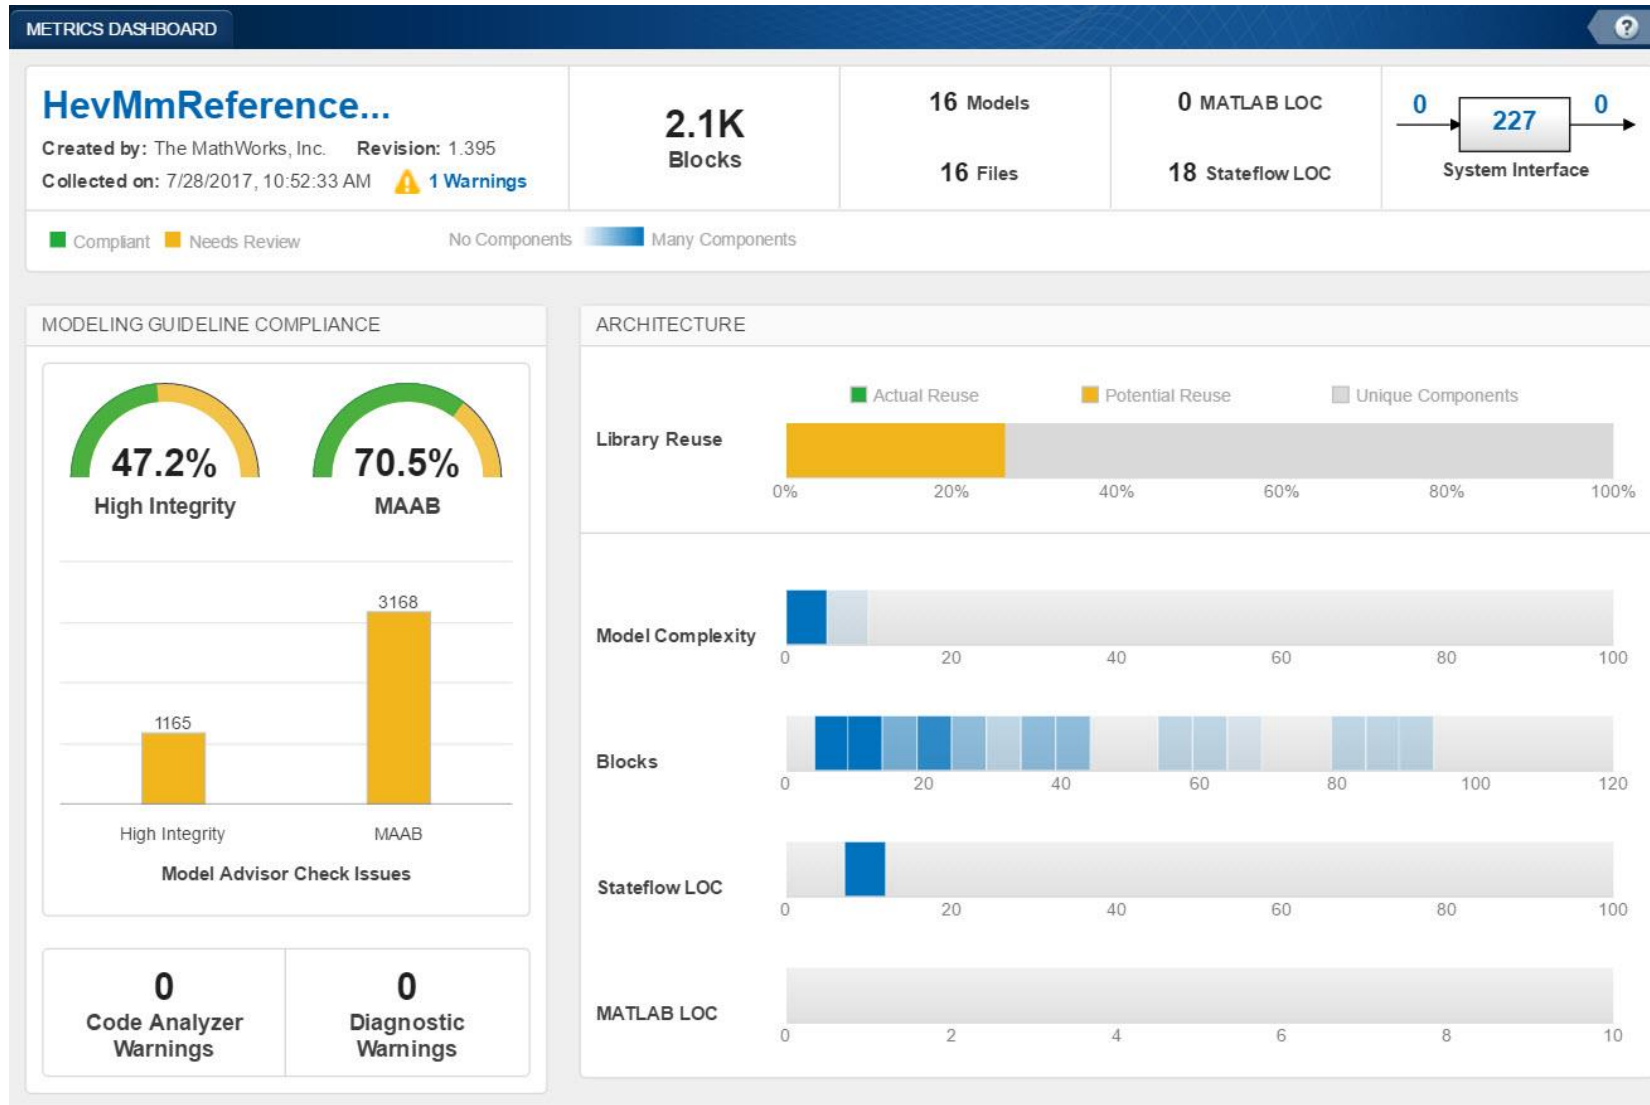 METRICS DASHBOARD
?
HevMmReference...
Created by: The MathWorks, Inc. Revision: 1.395
Collected on: 7/28/2017, 10:52:33 AM 1 Warnings
2.1K
Blocks
16 Models
16 Files
0 MATLAB LOC
18 Stateflow LOC
0 227 0
System Interface
Compliant Needs Review No Components Many Components
MODELING GUIDELINE COMPLIANCE
47.2% 70.5%
High Integrity MAAB
3168
1165
High Integrity MAAB
Model Advisor Check Issues
0
Code Analyzer
Warnings
0
Diagnostic
Warnings
ARCHITECTURE
Actual Reuse Potential Reuse Unique Components
Library Reuse
0% 20% 40% 60% 80% 100%
Model Complexity
0 20 40 60 80 100
Blocks
0 20 40 60 80 100 120
Stateflow LOC
0 20 40 60 80 100
MATLAB LOC
0 2 4 6 8 10